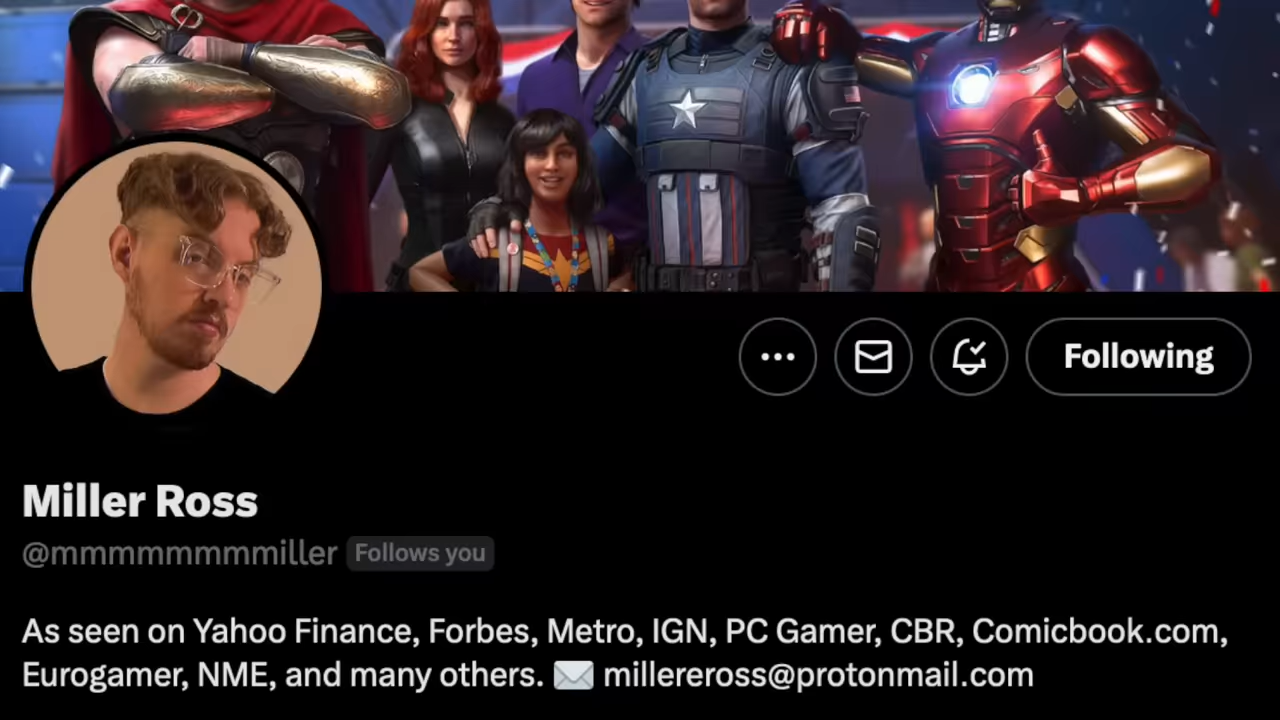 Following
Miller Ross
@mmmmmmmmiller Follows you
As seen on Yahoo Finance, Forbes, Metro, IGN, PC Gamer, CBR, Comicbook.com,
Eurogamer, NME, and many others. ✉️ millereross@protonmail.com